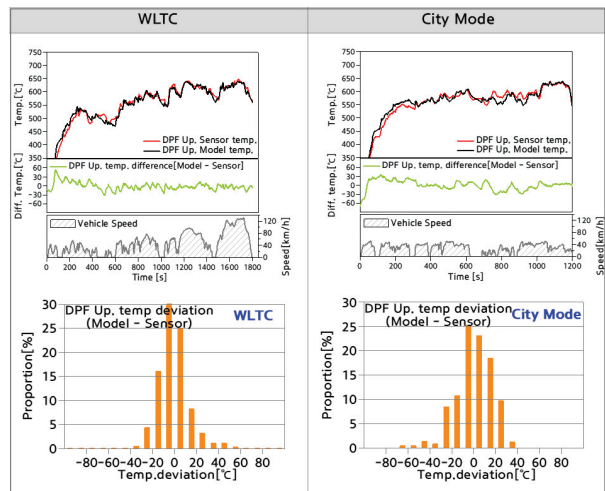 WLTC
City Mode
750
700
650
600
550
500
450
400
350
Temp.[℃]
DPF Up. Sensor temp.
DPF Up. Model temp.
60
30
0
-30
-60
Diff. Temp.[℃]
DPF Up. temp. difference[Model - Sensor]
Vehicle Speed
120
80
40
0
Speed[km/h]
0 200 400 600 800 1000 1200 1400 1600 1800
Time [s]
750
700
650
600
550
500
450
400
350
Temp.[℃]
DPF Up. Sensor temp.
DPF Up. Model temp.
60
30
0
-30
-60
Diff. Temp.[℃]
DPF Up. temp. difference[Model - Sensor]
Vehicle Speed
120
80
40
0
Speed[km/h]
0 200 400 600 800 1000 1200
Time [s]
30
25
20
15
10
5
0
Proportion[%]
DPF Up. temp deviation
(Model - Sensor)
WLTC
-80 -60 -40 -20 0 20 40 60 80
Temp,deviation[℃]
30
25
20
15
10
5
0
Proportion[%]
DPF Up. temp deviation
(Model - Sensor)
City Mode
-80 -60 -40 -20 0 20 40 60 80
Temp,deviation[℃]